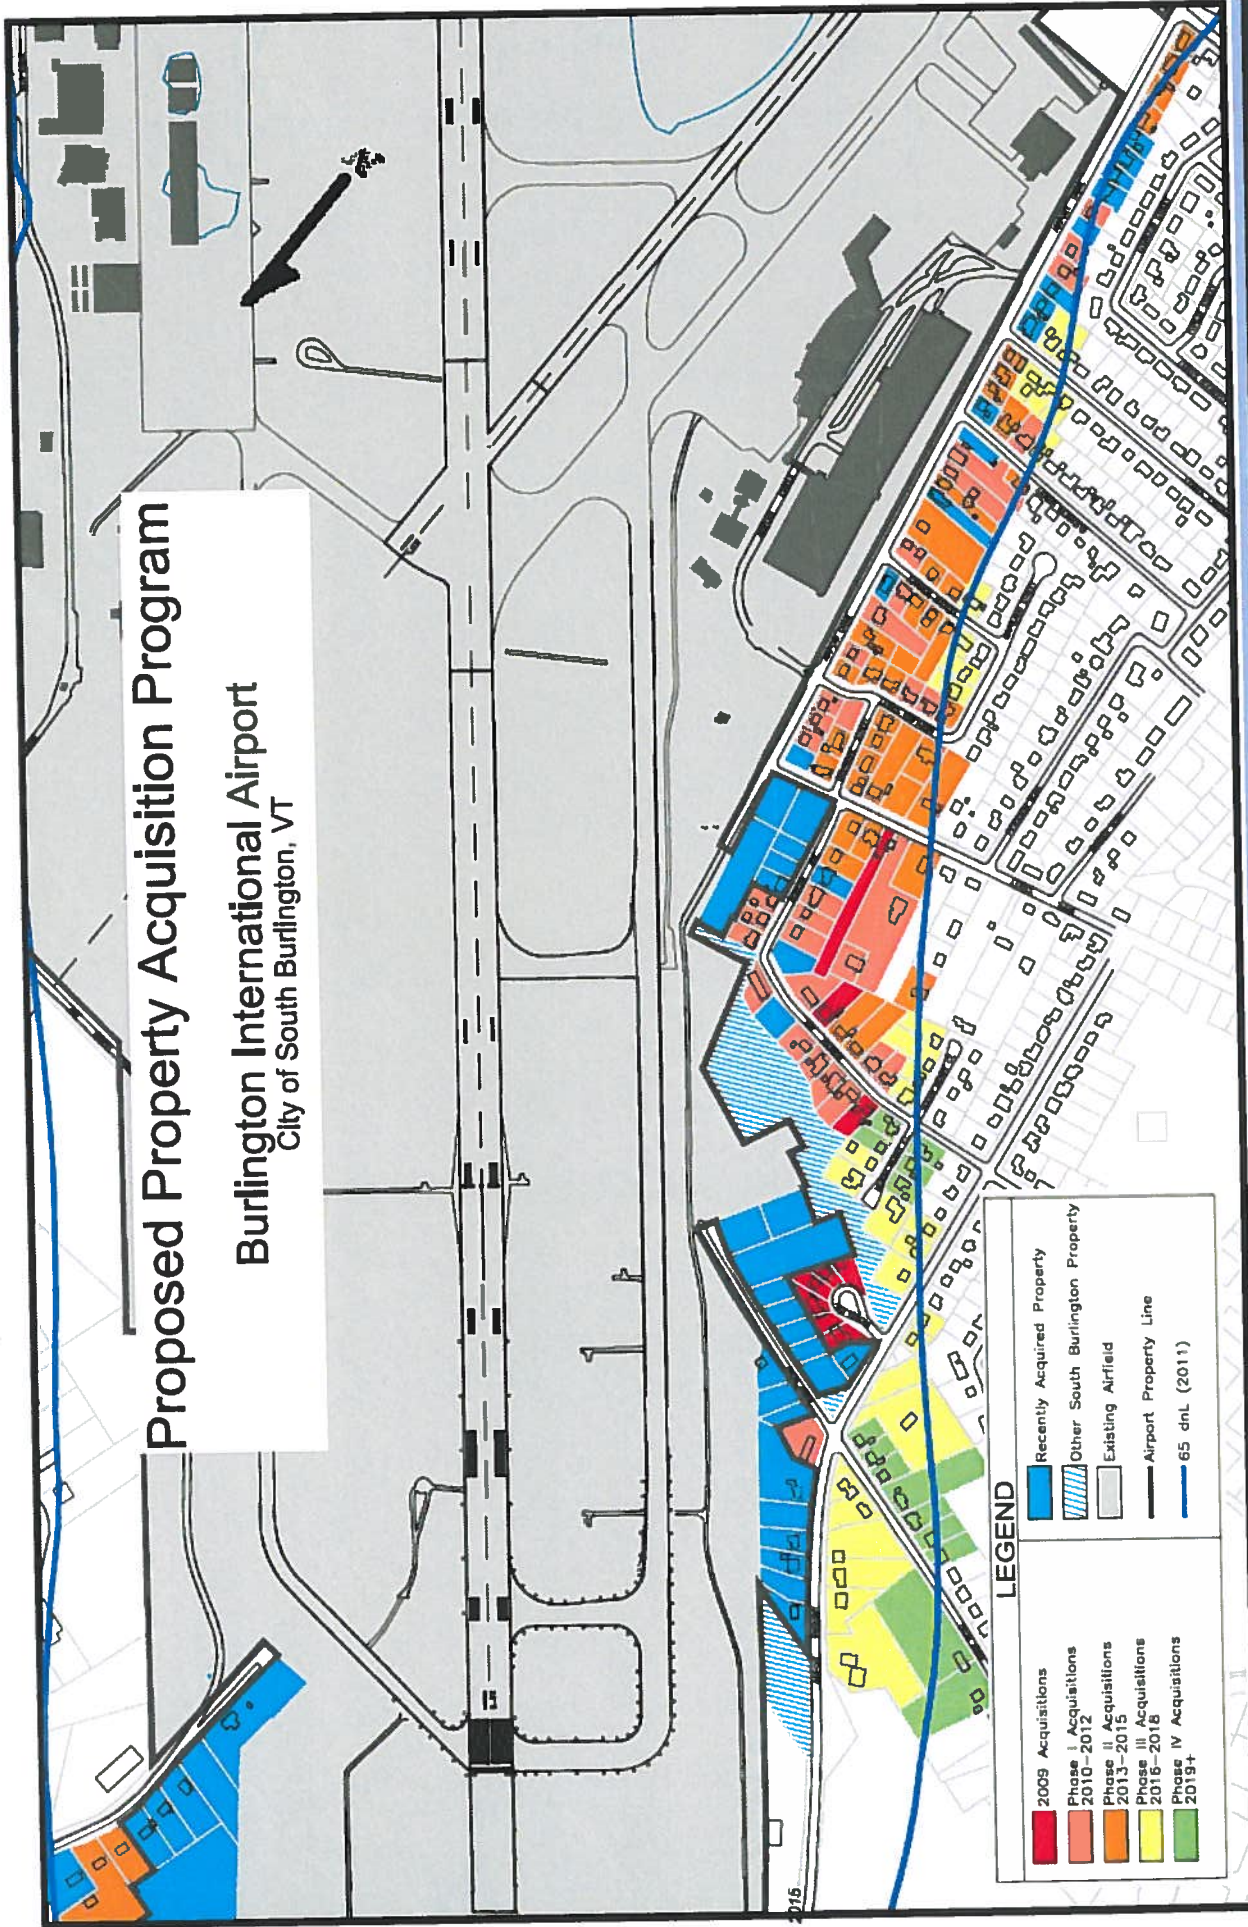 Proposed Property Acquisition Program
Burlington International Airport
City of South Burlington, VT
LEGEND
2009 Acquisitions
Phase I Acquisitions
2010-2012
Phase II Acquisitions
2013-2015
Phase III Acquisitions
2016-2018
Phase IV Acquisitions
2019+
Recently Acquired Property
Other South Burlington Property
Existing Airfield
Airport Property Line
65 dnL (2011)
15
2015